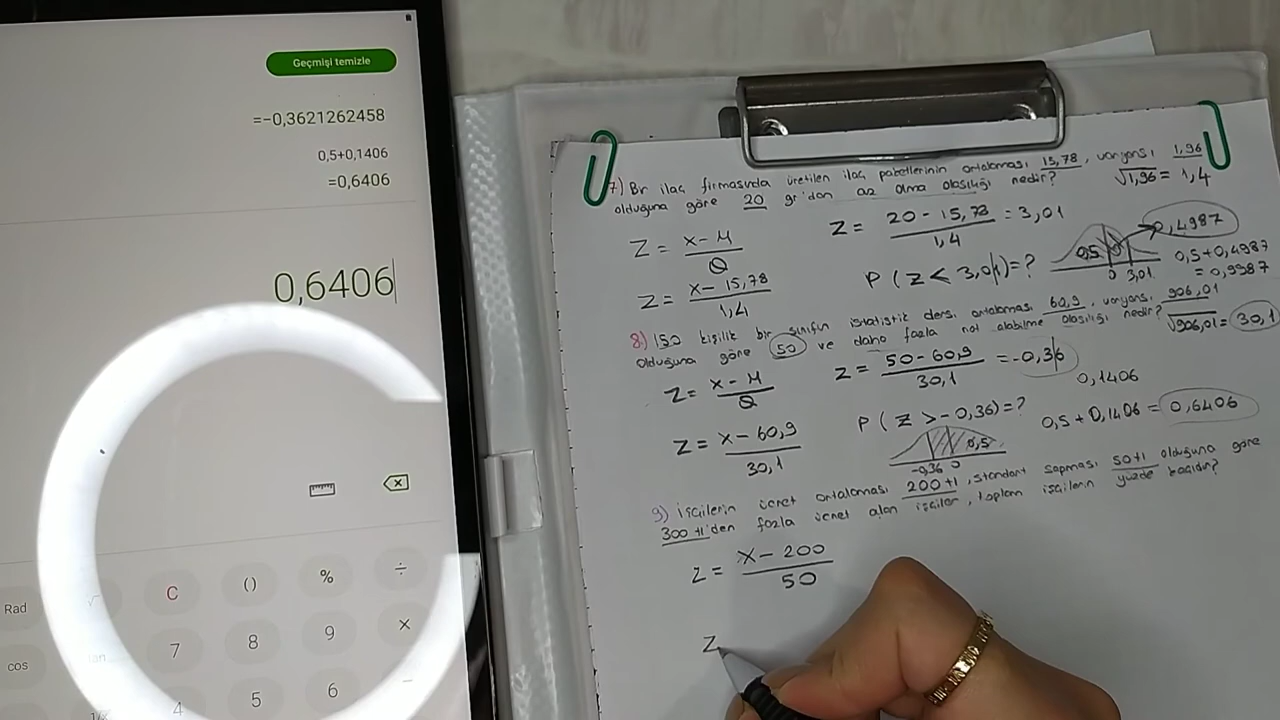 Geçmişi temizle
=−0,3621262458
0,5+0,1406
=0,6406
0,6406
Rad
C
()
%
÷
cos
7
8
9
×
4
5
6
−
7) Bir ilaç firmasında üretilen ilaç paketlerinin ortalaması 15,78, varyansı 1,96
olduğuna göre 20 gr'dan az olma olasılığı nedir? √1,96 = 1,4
Z = X − M / Q
Z = 20 − 15,78 / 1,4 = 3,01
Z = X − 15,78 / 1,4
P ( Z < 3,01 ) = ?
0,5
0 3,01
0,4987
0,5 + 0,4987
= 0,9987
8) 150 kişilik bir sınıfın istatistik dersi ortalaması 60,9, varyansı 906,01
olduğuna göre 50 ve daha fazla not alabilme olasılığı nedir? √906,01 = 30,1
Z = X − M / Q
Z = 50 − 60,9 / 30,1 = −0,36
0,1406
Z = X − 60,9 / 30,1
P ( Z > −0,36 ) = ?
0,5 + 0,1406 = 0,6406
0,5
−0,36 0
9) İşçilerin ücret ortalaması 200 tl, standart sapması 50 tl olduğuna göre
300 tl'den fazla ücret alan işçiler, toplam işçilerin yüzde kaçıdır?
Z = X − 200 / 50
Z